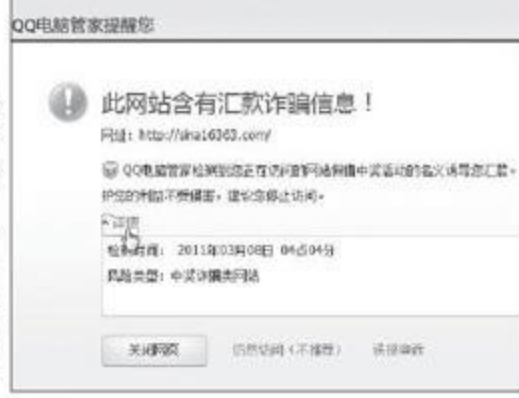 QQ电脑管家提醒您
此网站含有汇款诈骗信息！
网址：http://sina16363.com/
QQ电脑管家检测到您正在访问的网站假借中奖活动的名义诱导您汇款。
护您的利益不受侵害，建议您停止访问。
详情
检测时间： 2011年03月08日 04点04分
风险类型：中奖诈骗类网站
关闭网页 仍然访问（不推荐） 误报申诉